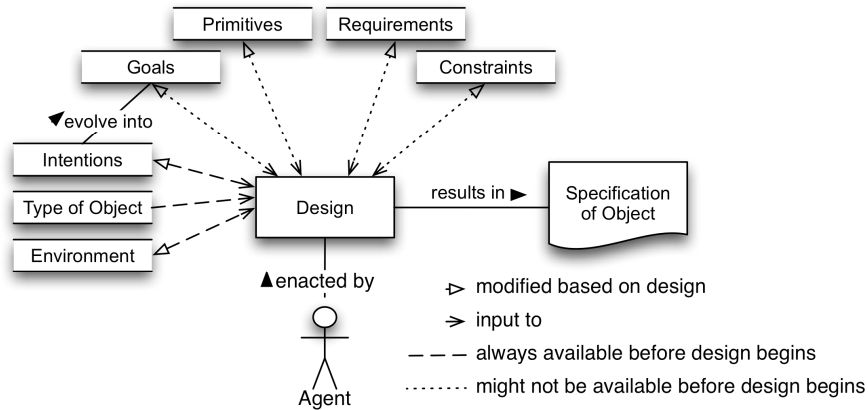 Primitives
Requirements
Goals
Constraints
evolve into
Intentions
Type of Object
Environment
Design
results in
Specification
of Object
enacted by
Agent
modified based on design
input to
always available before design begins
might not be available before design begins